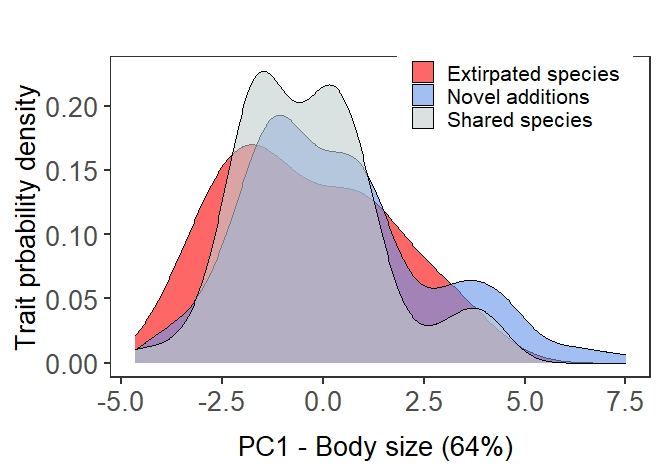 Extirpated species
Novel additions
Shared species
Trait prbability density
0.20
0.15
0.10
0.05
0.00
-5.0 -2.5 0.0 2.5 5.0 7.5
PC1 - Body size (64%)